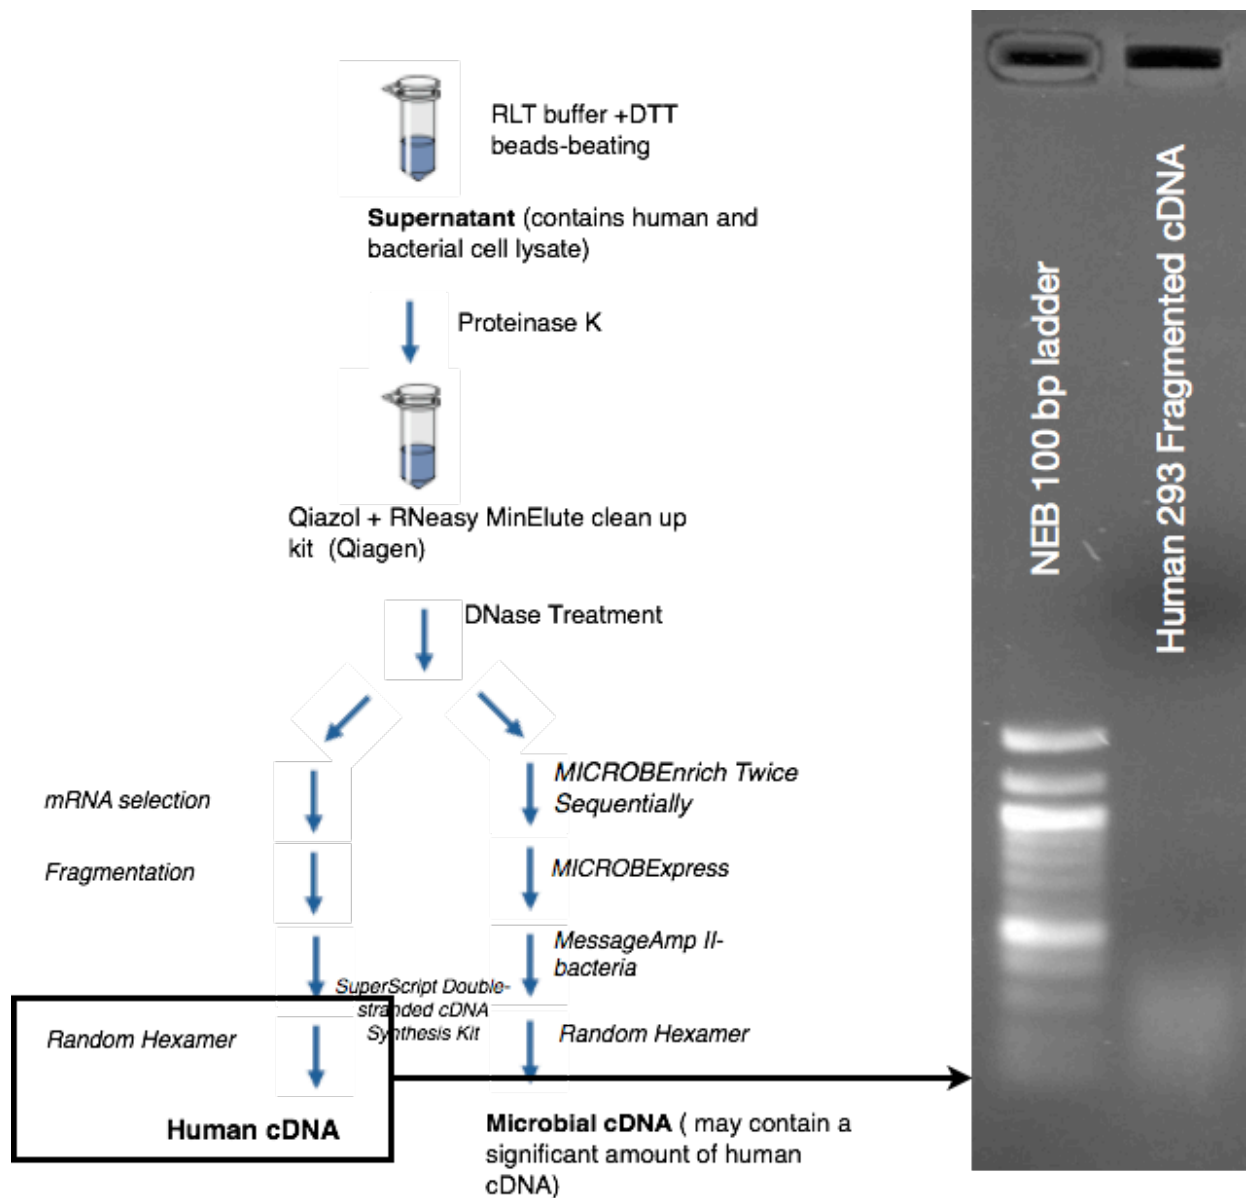 RLT buffer +DTT
beads-beating
Supernatant (contains human and
bacterial cell lysate)
Proteinase K
Qiazol + RNeasy MinElute clean up
kit (Qiagen)
DNase Treatment
mRNA selection
MICROBEnrich Twice
Sequentially
Fragmentation
MICROBExpress
MessageAmp II-
bacteria
SuperScript Double-
stranded cDNA
Synthesis Kit
Random Hexamer
Random Hexamer
Human cDNA
Microbial cDNA ( may contain a
significant amount of human
cDNA)
NEB 100 bp ladder
Human 293 Fragmented cDNA